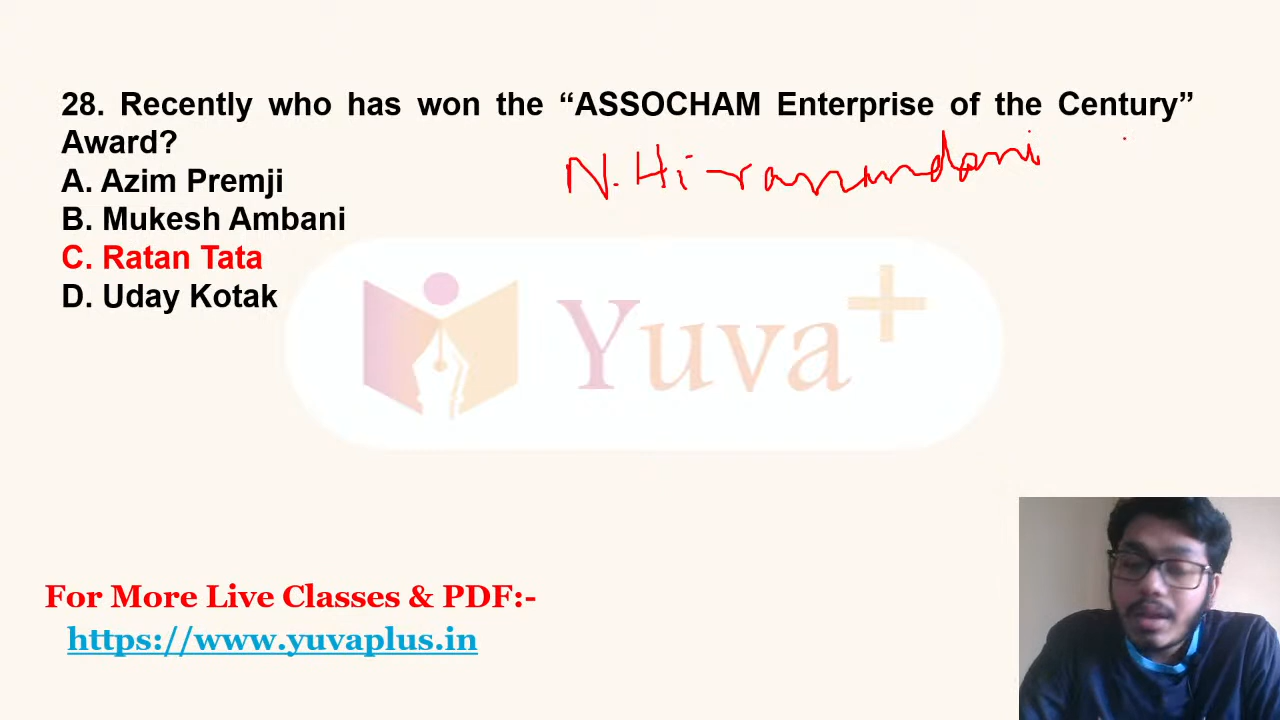 28. Recently who has won the “ASSOCHAM Enterprise of the Century”
Award?
N. Hiranandani
A. Azim Premji
B. Mukesh Ambani
C. Ratan Tata
D. Uday Kotak
Yuva+
For More Live Classes & PDF:-
https://www.yuvaplus.in